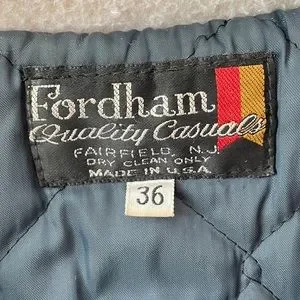 Fordham
Quality Casuals
FAIRFIELD, N.J.
DRY CLEAN ONLY
MADE IN U.S.A.
36